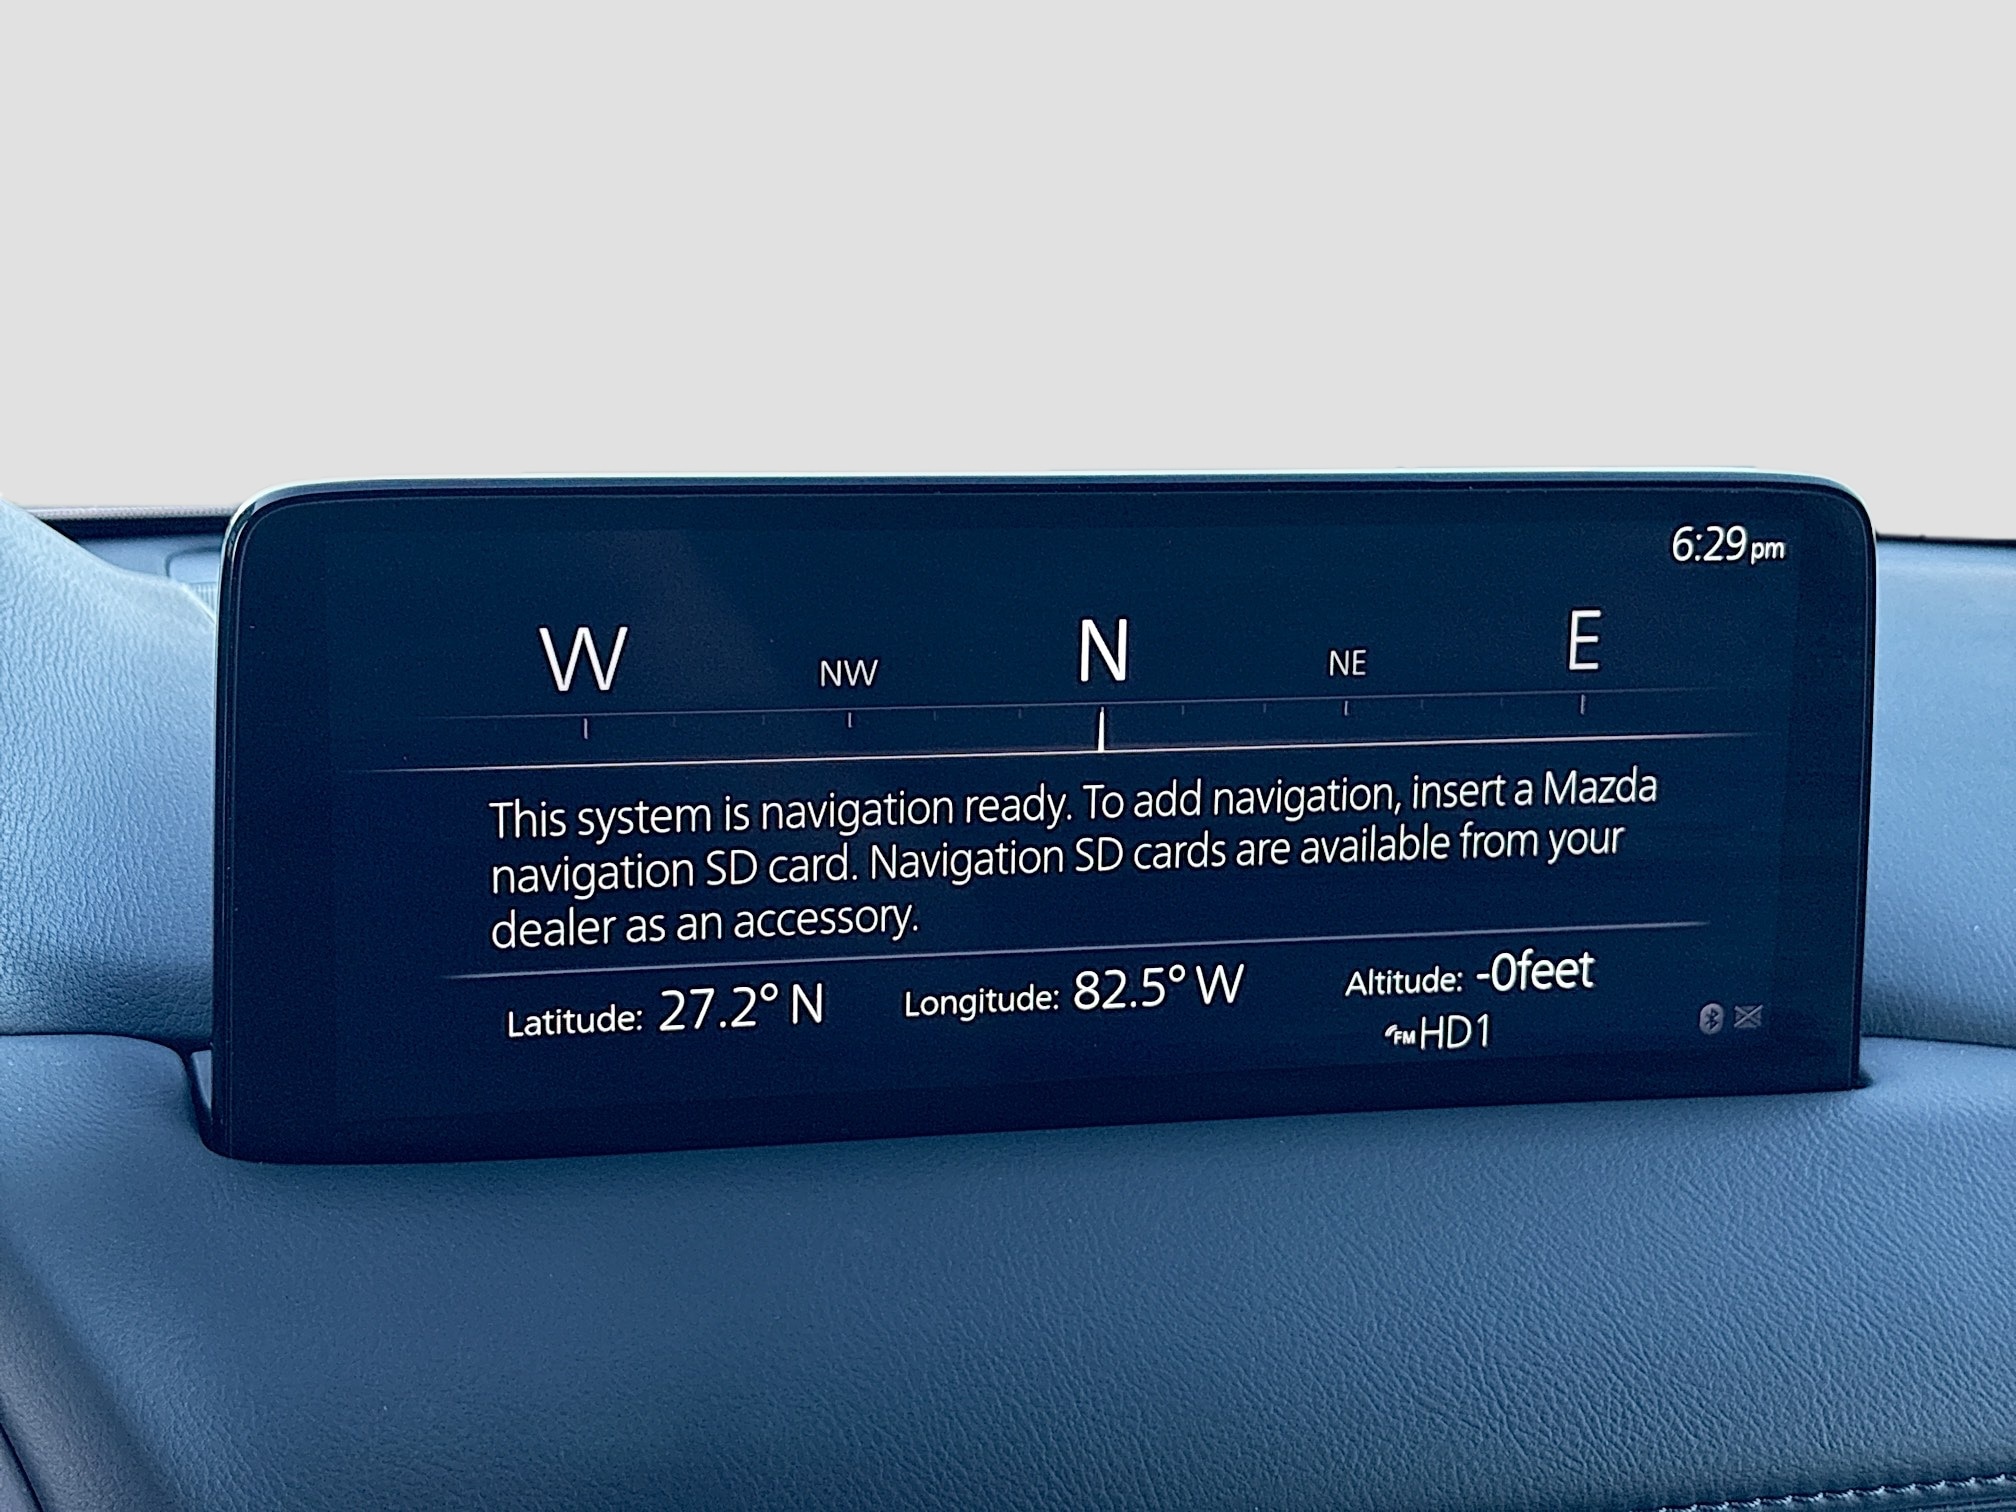 6:29pm
W NW N NE E
This system is navigation ready. To add navigation, insert a Mazda
navigation SD card. Navigation SD cards are available from your
dealer as an accessory.
Latitude: 27.2° N Longitude: 82.5° W Altitude: -0feet
FM HD1